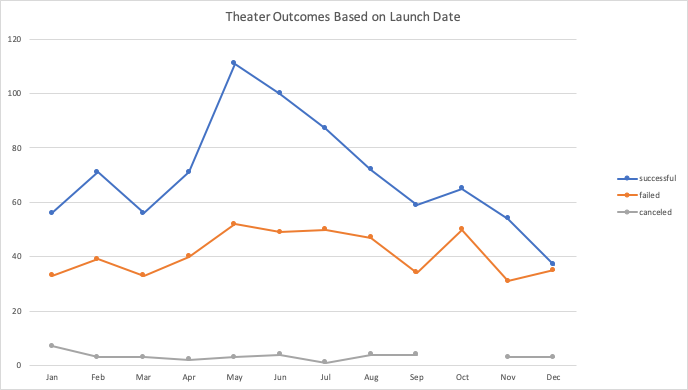 Theater Outcomes Based on Launch Date
120
100
80
60
40
20
0
Jan Feb Mar Apr May Jun Jul Aug Sep Oct Nov Dec
successful
failed
canceled